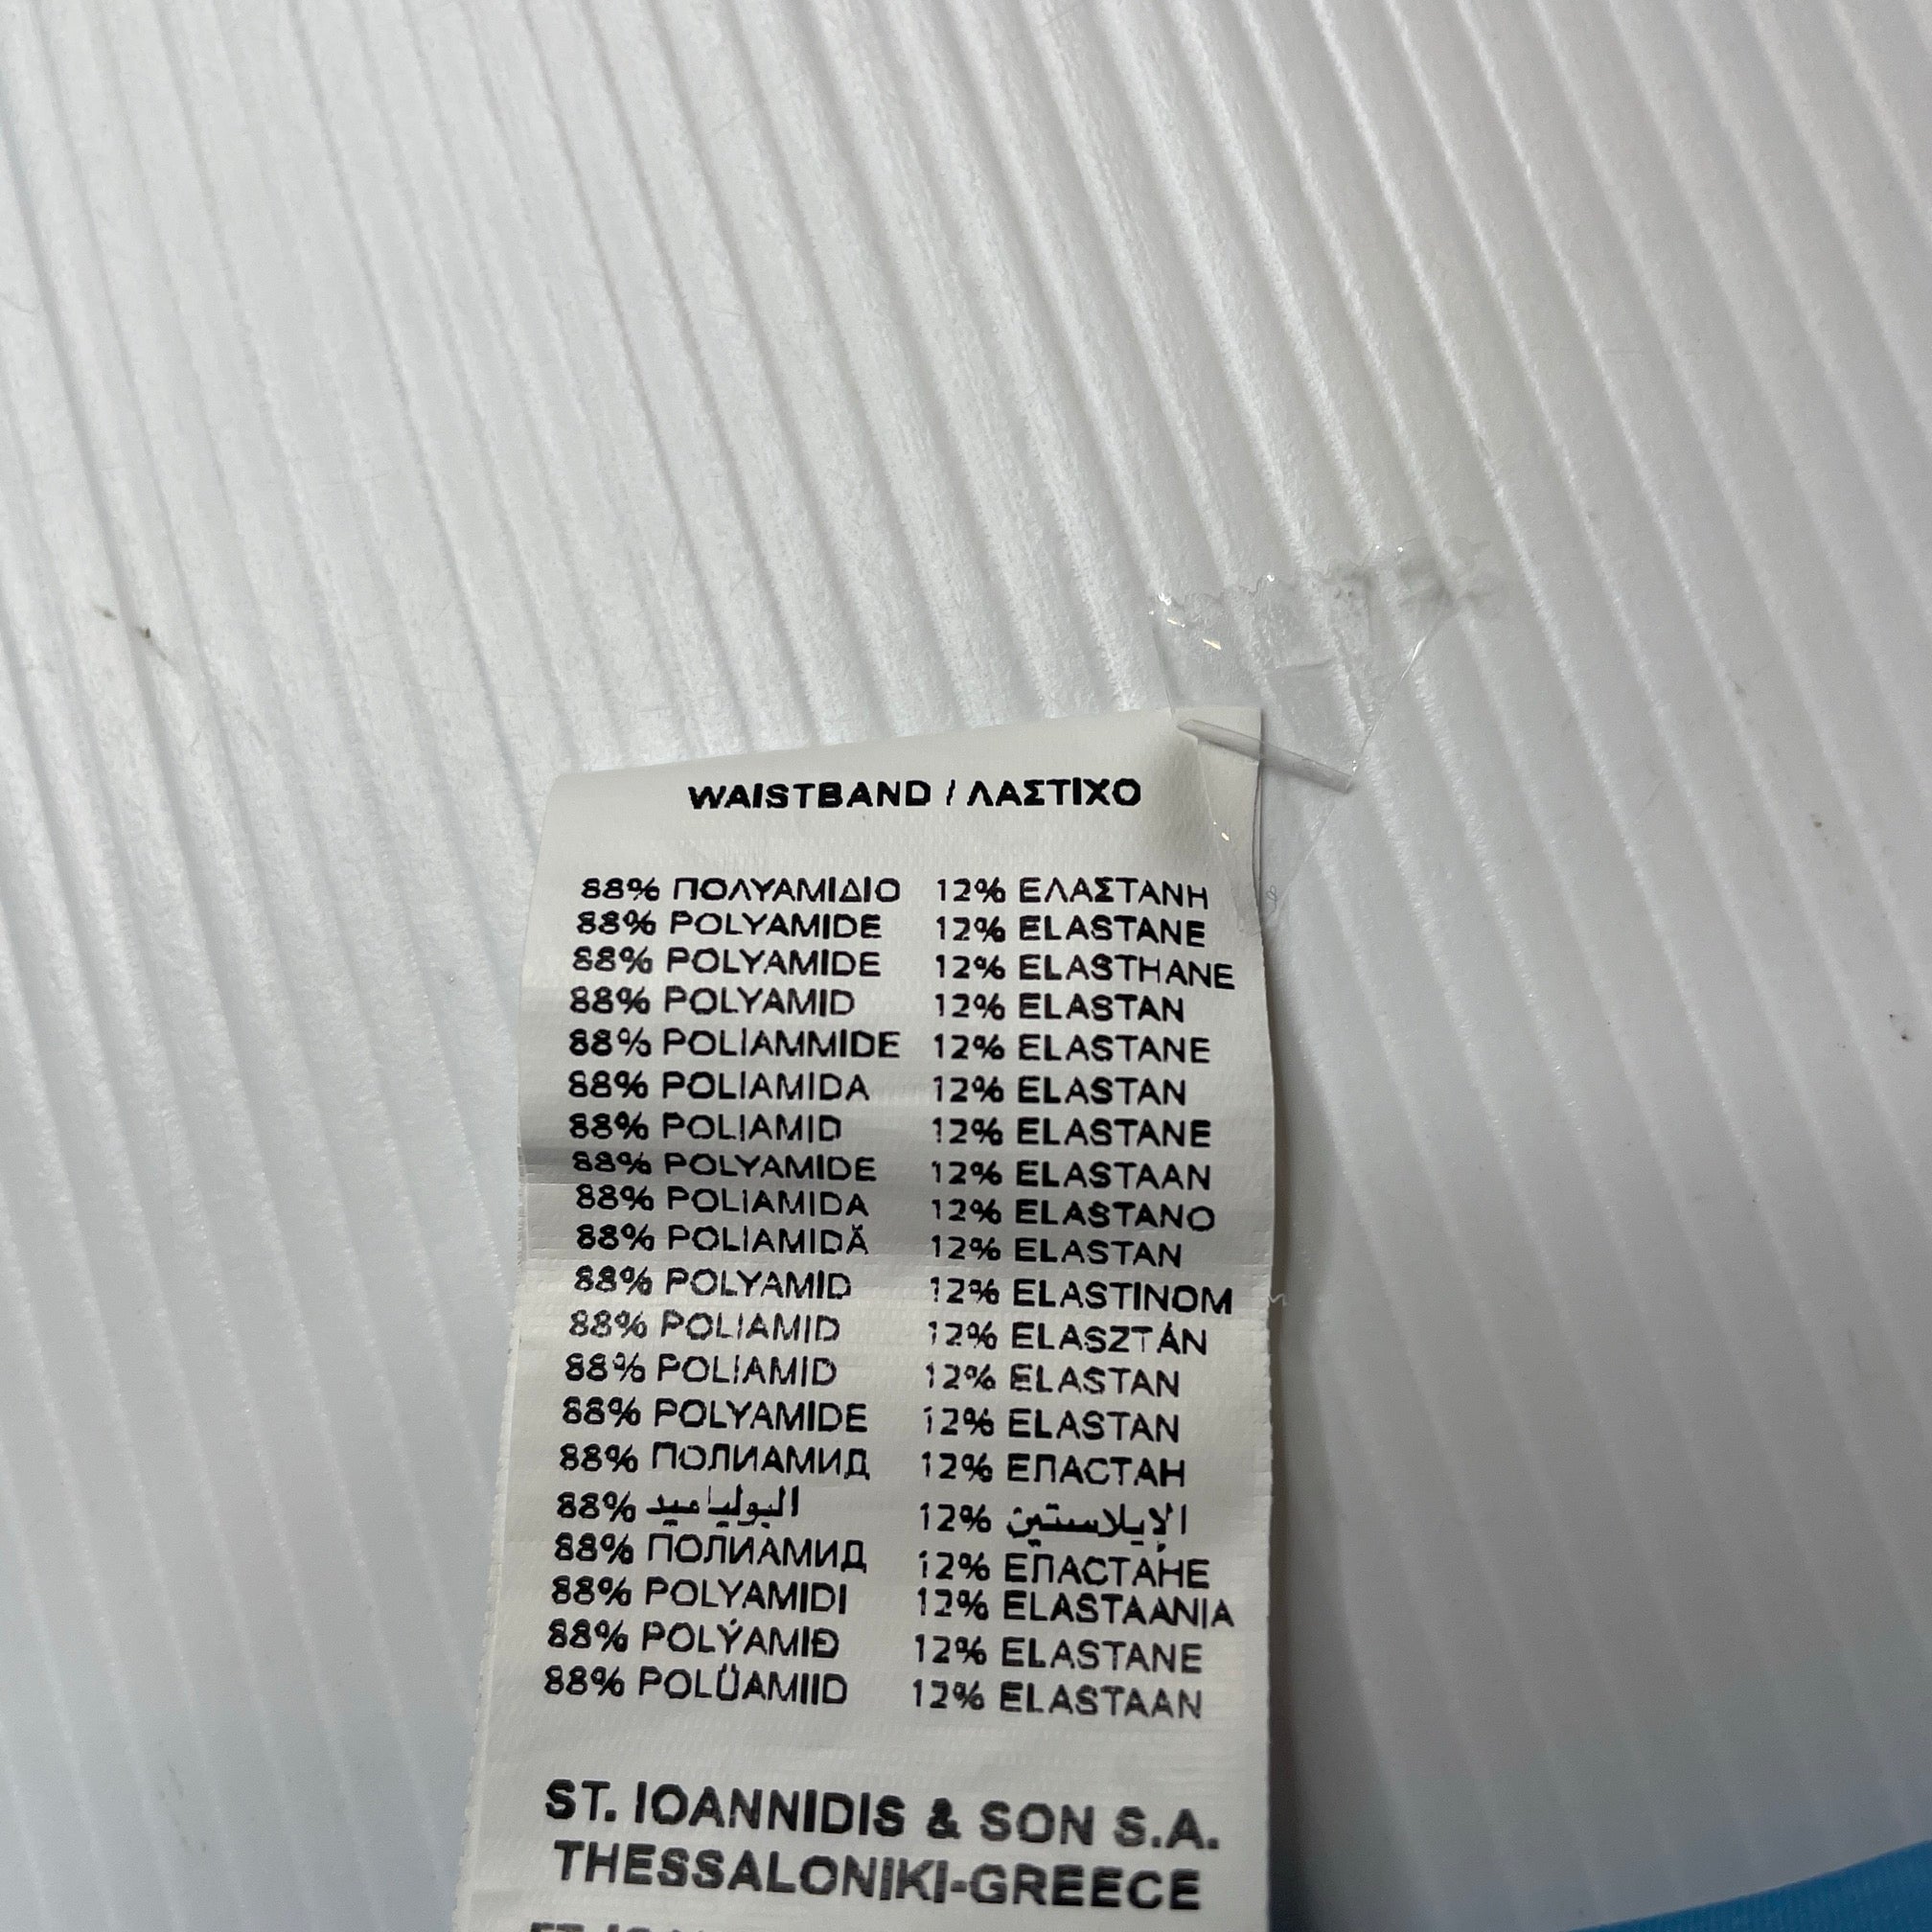 WAISTBAND / ΛΑΣΤΙΧΟ
88% ΠΟΛΥΑΜΙΔΙΟ 12% ΕΛΑΣΤΑΝΗ
88% POLYAMIDE 12% ELASTANE
88% POLYAMIDE 12% ELASTHANE
88% POLYAMID 12% ELASTAN
88% POLIAMMIDE 12% ELASTANE
88% POLIAMIDA 12% ELASTAN
88% POLIAMID 12% ELASTANE
88% POLYAMIDE 12% ELASTAAN
88% POLIAMIDA 12% ELASTANO
88% POLIAMIDĂ 12% ELASTAN
88% POLYAMID 12% ELASTINOM
88% POLIAMID 12% ELASZTÁN
88% POLIAMID 12% ELASTAN
88% POLYAMIDE 12% ELASTAN
88% ПОЛИАМИД 12% ЕПАСТАН
88% البولياميد 12% الإيلاستين
88% ПОЛИАМИД 12% ЕПАСТАНЕ
88% POLYAMIDI 12% ELASTAANIA
88% POLÝAMIÐ 12% ELASTANE
88% POLÜAMIID 12% ELASTAAN
ST. IOANNIDIS & SON S.A.
THESSALONIKI-GREECE